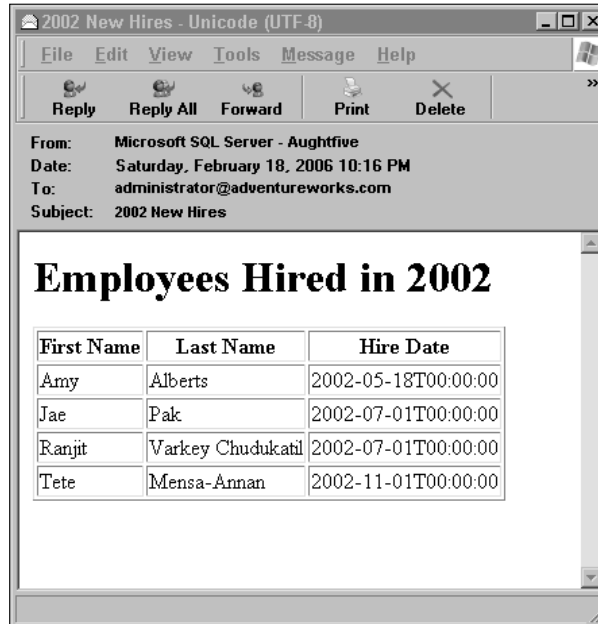 2002 New Hires - Unicode (UTF-8)
File Edit View Tools Message Help
Reply Reply All Forward Print Delete »
From: Microsoft SQL Server - Aughtfive
Date: Saturday, February 18, 2006 10:16 PM
To: administrator@adventureworks.com
Subject: 2002 New Hires
Employees Hired in 2002
First Name Last Name Hire Date
Amy Alberts 2002-05-18T00:00:00
Jae Pak 2002-07-01T00:00:00
Ranjit Varkey Chudukatil 2002-07-01T00:00:00
Tete Mensa-Annan 2002-11-01T00:00:00